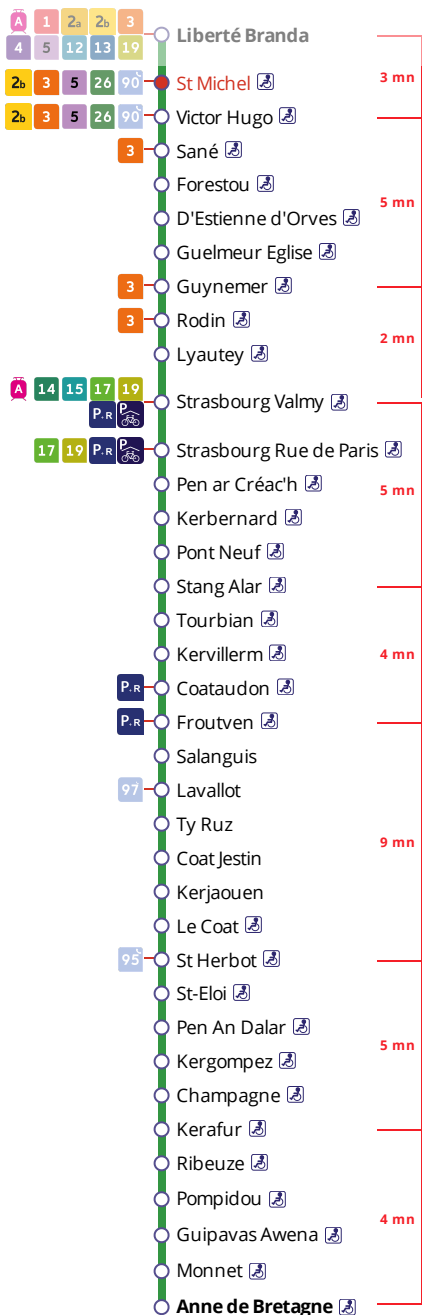 A 1 2a 2b 3
Liberté Branda
4 5 12 13 19
3 mn
2b 3 5 26 90 St Michel
2b 3 5 26 90 Victor Hugo
3 Sané
Forestou
5 mn
D'Estienne d'Orves
Guelmeur Eglise
3 Guynemer
3 Rodin
2 mn
Lyautey
A 14 15 17 19
Strasbourg Valmy
P+R P
17 19 P+R P Strasbourg Rue de Paris
Pen ar Créac'h
5 mn
Kerbernard
Pont Neuf
Stang Alar
Tourbian
Kervillerm
4 mn
P+R Coataudon
P+R Froutven
Salanguis
97 Lavallot
Ty Ruz
9 mn
Coat Jestin
Kerjaouen
Le Coat
95 St Herbot
St-Eloi
Pen An Dalar
5 mn
Kergompez
Champagne
Kerafur
Ribeuze
Pompidou
4 mn
Guipavas Awena
Monnet
Anne de Bretagne